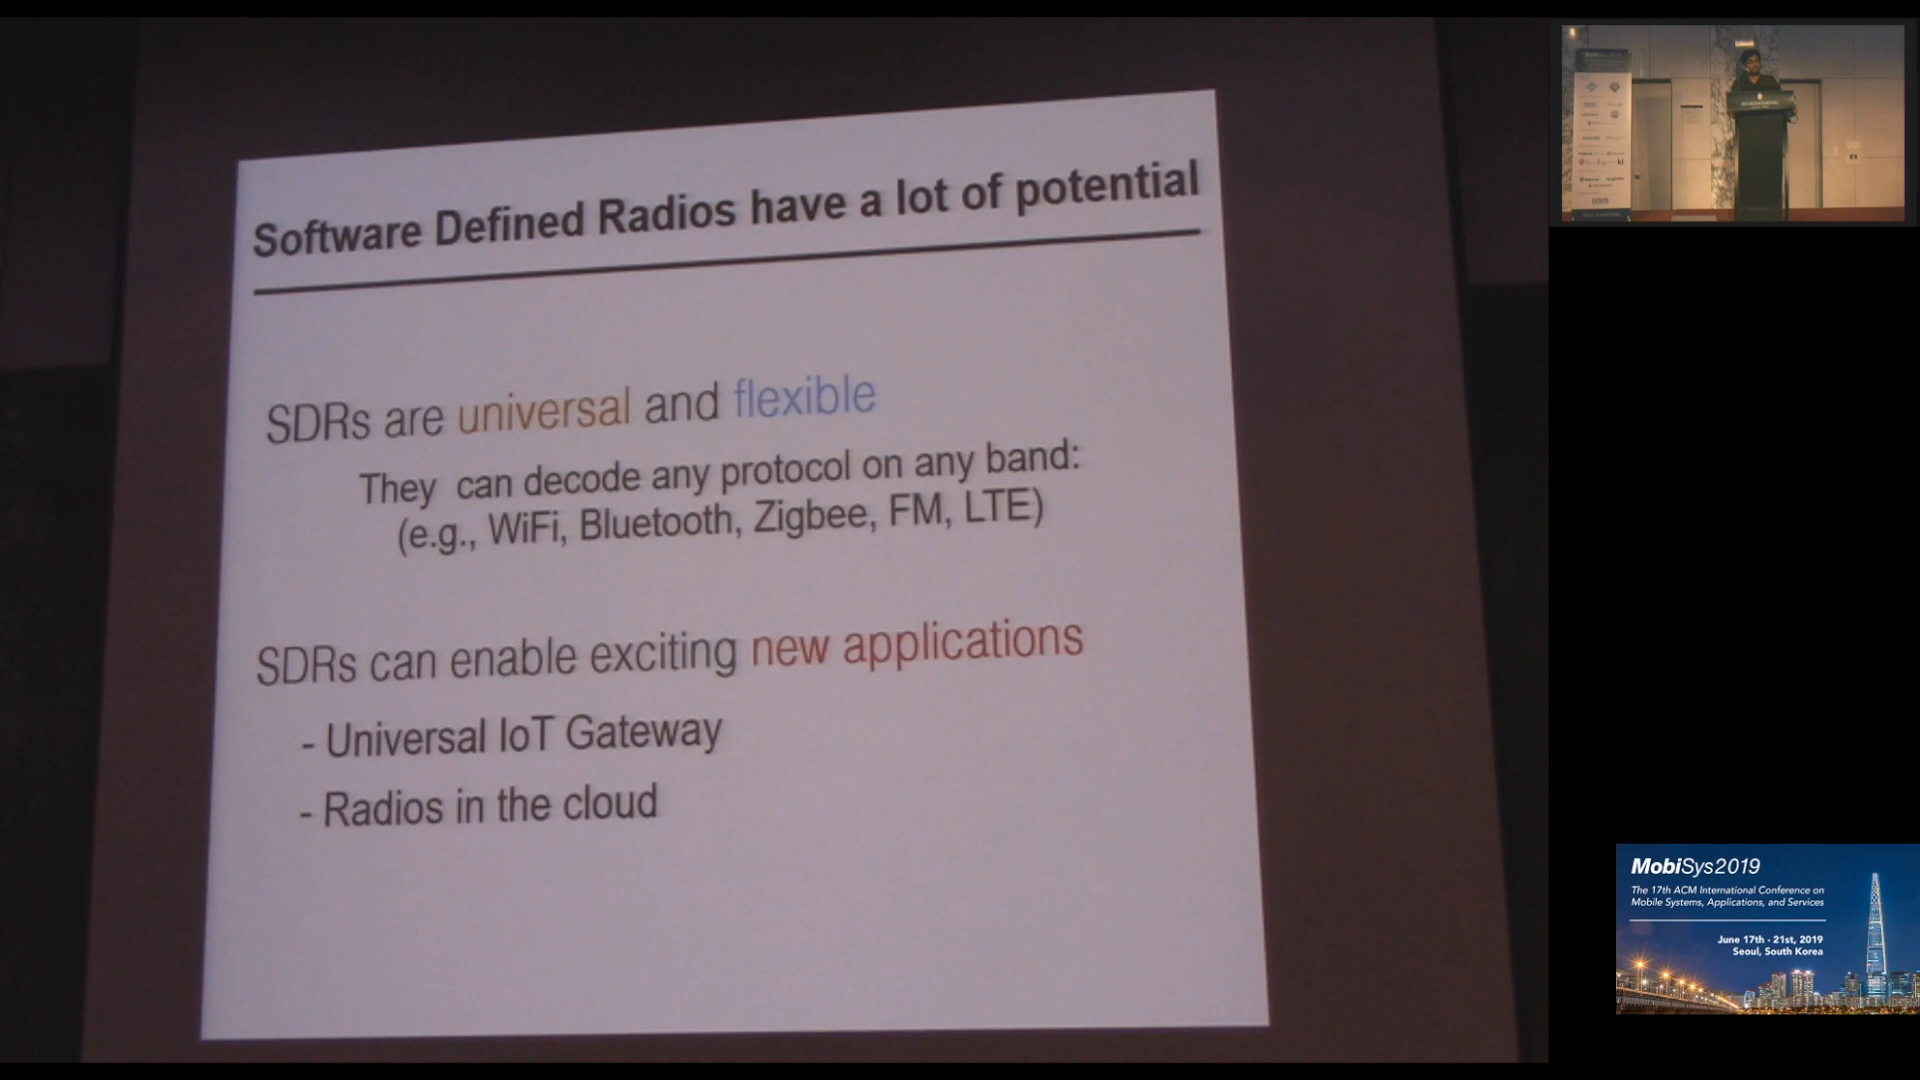 Software Defined Radios have a lot of potential
SDRs are universal and flexible
They can decode any protocol on any band:
(e.g., WiFi, Bluetooth, Zigbee, FM, LTE)
SDRs can enable exciting new applications
- Universal IoT Gateway
- Radios in the cloud
MobiSys2019
The 17th ACM International Conference on
Mobile Systems, Applications, and Services
June 17th - 21st, 2019
Seoul, South Korea